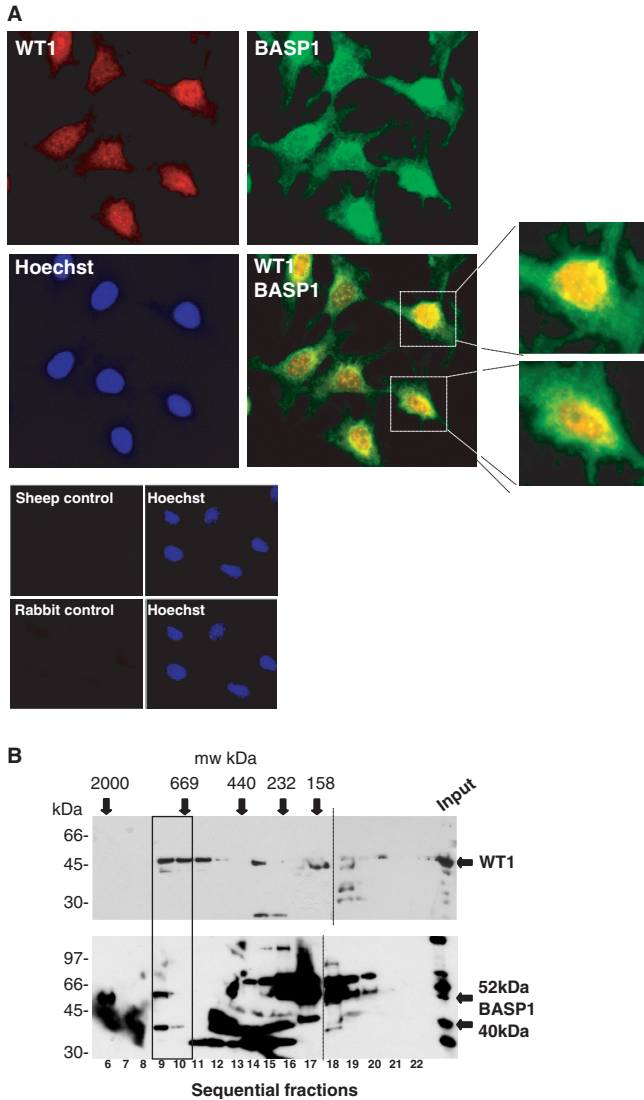 A
WT1
BASP1
Hoechst
WT1
BASP1
Sheep control
Hoechst
Rabbit control
Hoechst
B
mw kDa
2000 669 440 232 158
Input
kDa
66-
45-
30-
WT1
97-
66-
45-
30-
52kDa
BASP1
40kDa
6 7 8 9 10 11 12 13 14 15 16 17 18 19 20 21 22
Sequential fractions